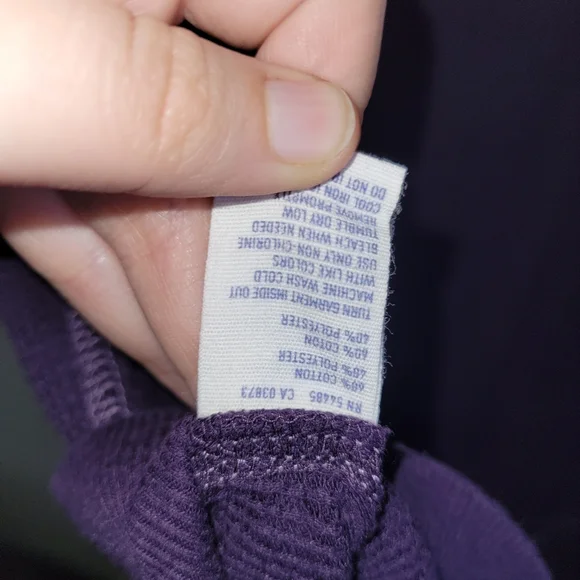 RN 54485 CA 03873
60% COTTON
40% POLYESTER
60% COTON
40% POLYESTER
TURN GARMENT INSIDE OUT
MACHINE WASH COLD
WITH LIKE COLORS
USE ONLY NON-CHLORINE
BLEACH WHEN NEEDED
TUMBLE DRY LOW
REMOVE PROMPTLY
COOL IRON
DO NOT